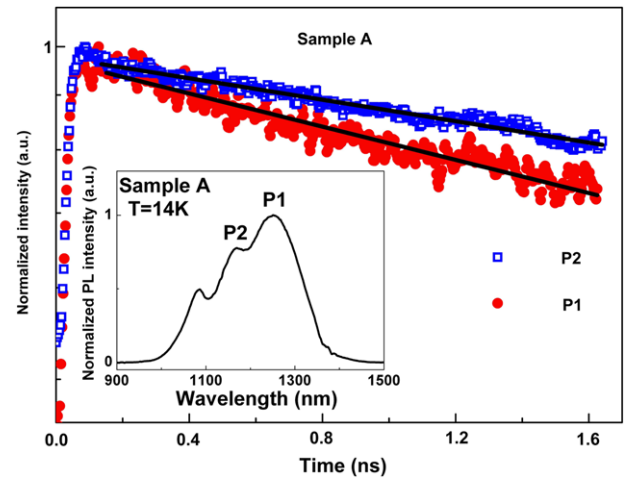 Sample A
1
Normalized intensity (a.u.)
Sample A
T=14K
P1
P2
1
0
Normalized PL intensity (a.u.)
900
1100
1300
1500
Wavelength (nm)
P2
P1
0.0
0.4
0.8
1.2
1.6
Time (ns)